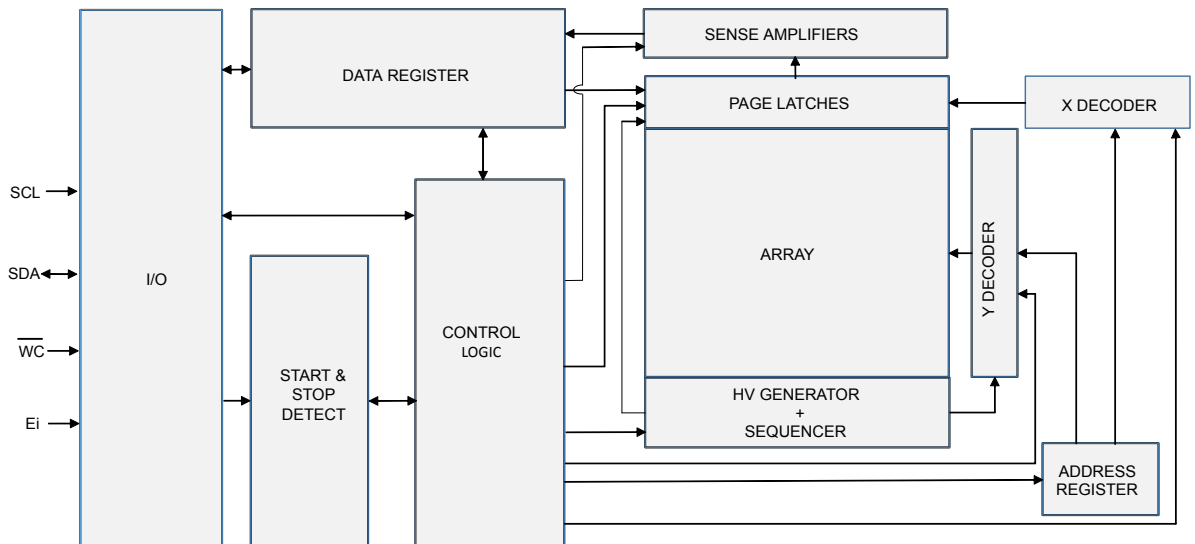 SENSE AMPLIFIERS
DATA REGISTER
PAGE LATCHES
X DECODER
SCL
SDA
I/O
ARRAY
Y DECODER
WC
CONTROL
LOGIC
START &
STOP
DETECT
HV GENERATOR
+
SEQUENCER
Ei
ADDRESS
REGISTER